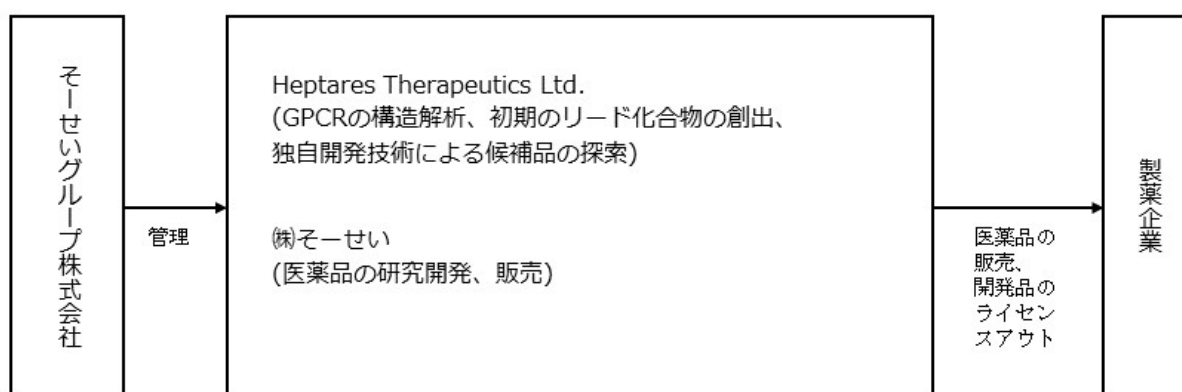 そーせいグループ株式会社
管理
Heptares Therapeutics Ltd.
(GPCRの構造解析、初期のリード化合物の創出、
独自開発技術による候補品の探索)
㈱そーせい
(医薬品の研究開発、販売)
医薬品の
販売、
開発品の
ライセン
スアウト
製薬企業